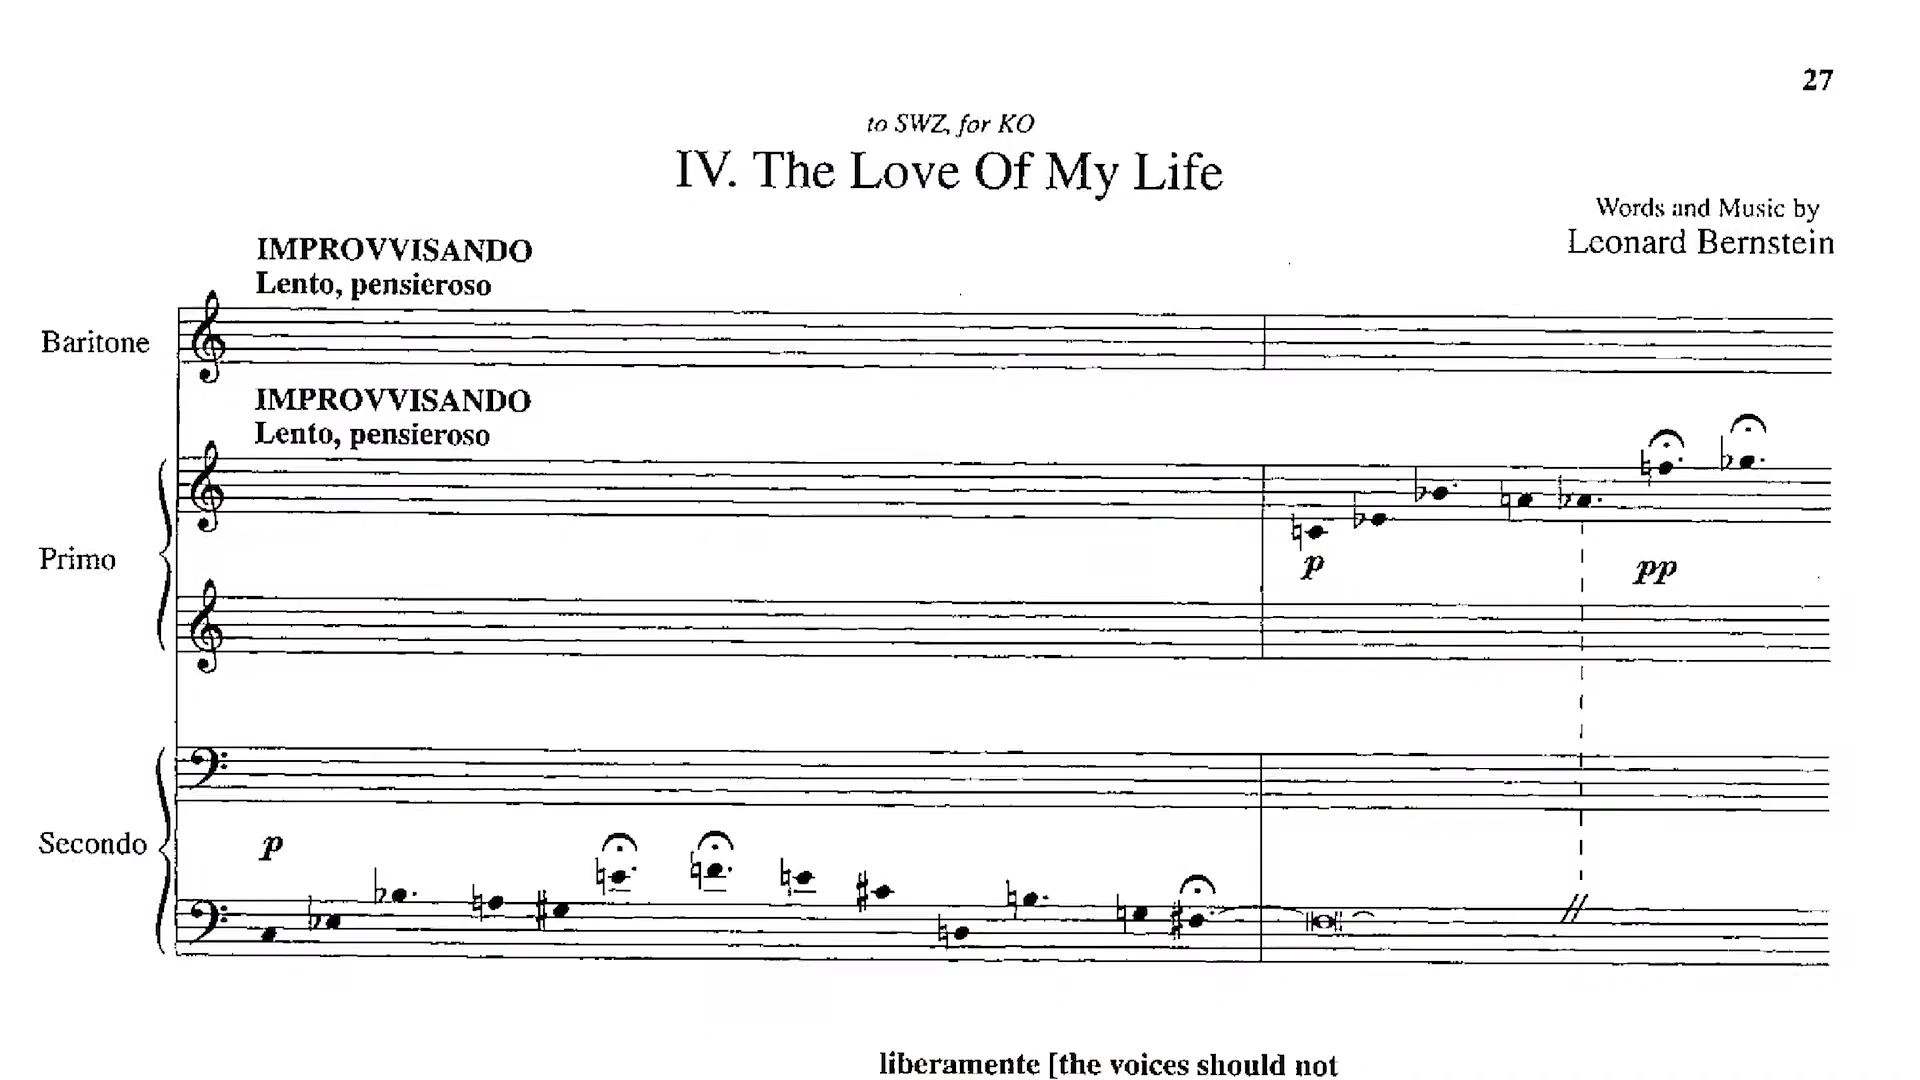 27
to SWZ, for KO
IV. The Love Of My Life
Words and Music by
Leonard Bernstein
IMPROVVISANDO
Lento, pensieroso
Baritone
IMPROVVISANDO
Lento, pensieroso
Primo
p
pp
Secondo
p
liberamente [the voices should not